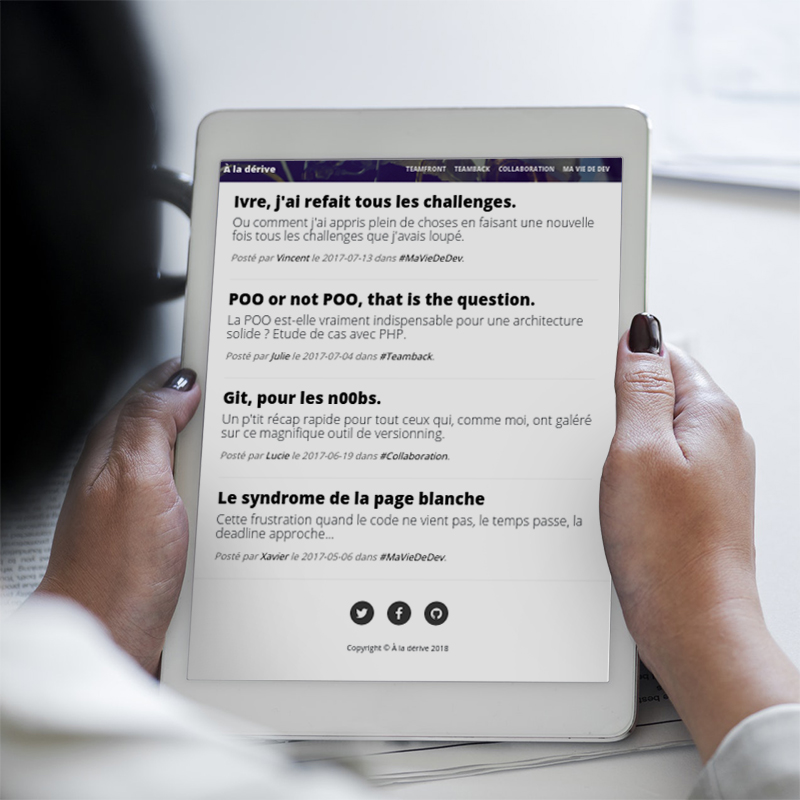 À la dérive
TEAMFRONT TEAMBACK COLLABORATION MA VIE DE DEV
Ivre, j'ai refait tous les challenges.
Ou comment j'ai appris plein de choses en faisant une nouvelle
fois tous les challenges que j'avais loupé.
Posté par Vincent le 2017-07-13 dans #MaVieDeDev.
POO or not POO, that is the question.
La POO est-elle vraiment indispensable pour une architecture
solide ? Etude de cas avec PHP.
Posté par Julie le 2017-07-04 dans #Teamback.
Git, pour les n00bs.
Un p'tit récap rapide pour tout ceux qui, comme moi, ont galéré
sur ce magnifique outil de versionning.
Posté par Lucie le 2017-06-19 dans #Collaboration.
Le syndrome de la page blanche
Cette frustration quand le code ne vient pas, le temps passe, la
deadline approche...
Posté par Xavier le 2017-05-06 dans #MaVieDeDev.
Copyright © À la dérive 2018